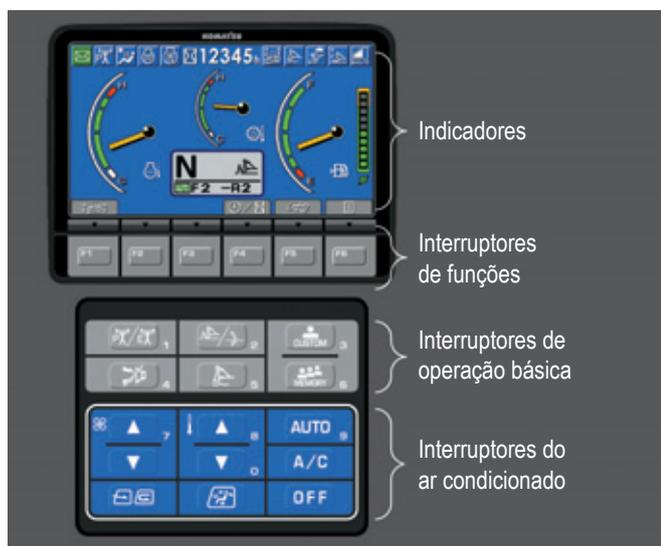 KOMATSU
12345h
N
F2 -R2
Indicadores
F1 F2 F3 F4 F5 F6
Interruptores
de funções
1 2 CUSTOM 3
4 5 MEMORY 6
Interruptores de
operação básica
7 8 AUTO 9
0 A/C
OFF
Interruptores do
ar condicionado